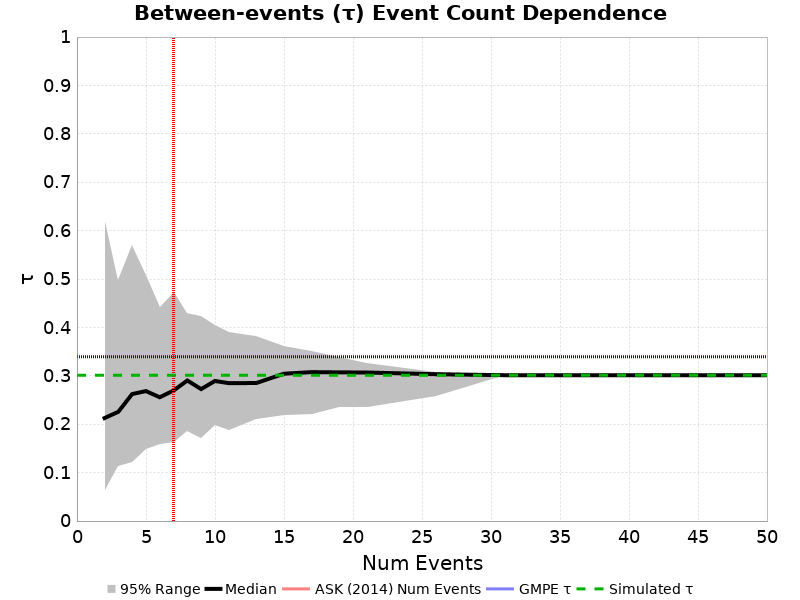 Between-events (τ) Event Count Dependence
1
0.9
0.8
0.7
0.6
0.5
0.4
0.3
0.2
0.1
0
τ
0 5 10 15 20 25 30 35 40 45 50
Num Events
95% Range Median ASK (2014) Num Events GMPE τ Simulated τ